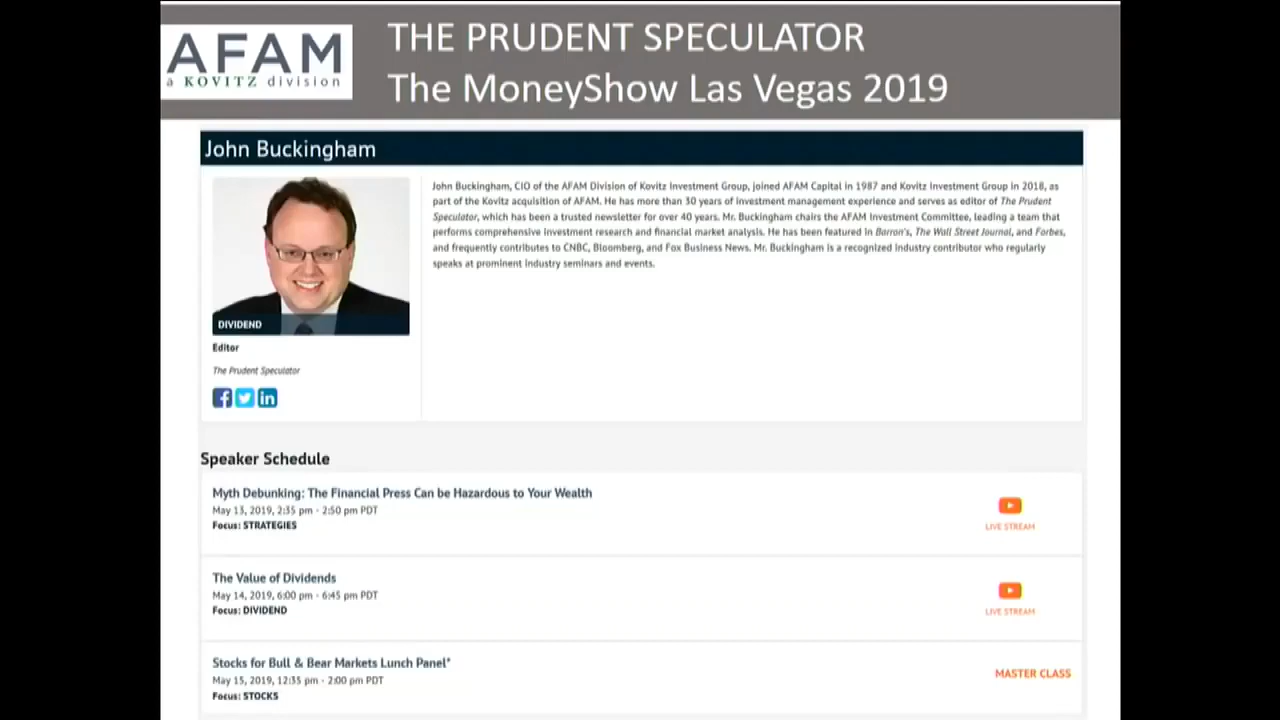 AFAM
a KOVITZ division
THE PRUDENT SPECULATOR
The MoneyShow Las Vegas 2019
John Buckingham
DIVIDEND
Editor
The Prudent Speculator
f
in
John Buckingham, CIO of the AFAM Division of Kovitz Investment Group, joined AFAM Capital in 1987 and Kovitz Investment Group in 2018, as
part of the Kovitz acquisition of AFAM. He has more than 30 years of investment management experience and serves as editor of The Prudent
Speculator, which has been a trusted newsletter for over 40 years. Mr. Buckingham chairs the AFAM Investment Committee, leading a team that
performs comprehensive investment research and financial market analysis. He has been featured in Barron's, The Wall Street Journal, and Forbes,
and frequently contributes to CNBC, Bloomberg, and Fox Business News. Mr. Buckingham is a recognized industry contributor who regularly
speaks at prominent industry seminars and events.
Speaker Schedule
Myth Debunking: The Financial Press Can be Hazardous to Your Wealth
May 13, 2019, 2:35 pm - 2:50 pm PDT
Focus: STRATEGIES
LIVE STREAM
The Value of Dividends
May 14, 2019, 6:00 pm - 6:45 pm PDT
Focus: DIVIDEND
LIVE STREAM
Stocks for Bull & Bear Markets Lunch Panel*
May 15, 2019, 12:35 pm - 2:00 pm PDT
Focus: STOCKS
MASTER CLASS